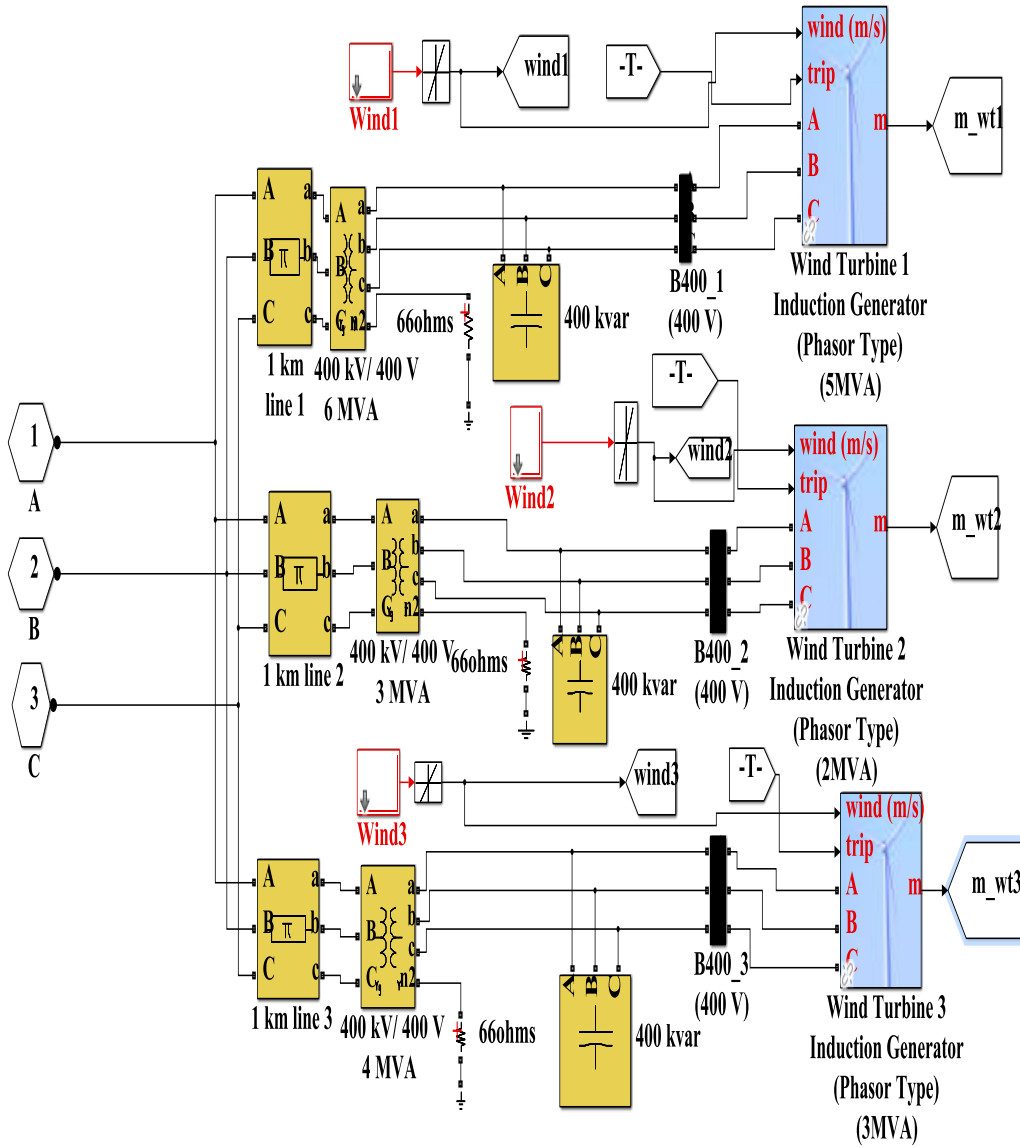 wind (m/s)
wind1
-T-
trip
Wind1
A
m
m_wt1
B
C
A
a
B
π
b
C
c
A
a
B
b
c
n2
A
B
C
B400_1
(400 V)
Wind Turbine 1
Induction Generator
(Phasor Type)
(5MVA)
66ohms
400 kvar
1 km
line 1
400 kV/ 400 V
6 MVA
-T-
1
A
Wind2
wind2
wind (m/s)
trip
A
m
m_wt2
B
C
2
B
A
a
B
π
b
C
c
A
a
B
b
c
C
n2
A
B
C
B400_2
(400 V)
Wind Turbine 2
Induction Generator
(Phasor Type)
(2MVA)
1 km line 2
400 kV/ 400 V
3 MVA
66ohms
400 kvar
3
C
Wind3
wind3
-T-
wind (m/s)
trip
A
m
m_wt3
B
C
A
a
B
π
b
C
c
A
a
B
b
c
C
n2
A
B
C
B400_3
(400 V)
Wind Turbine 3
Induction Generator
(Phasor Type)
(3MVA)
1 km line 3
400 kV/ 400 V
4 MVA
66ohms
400 kvar